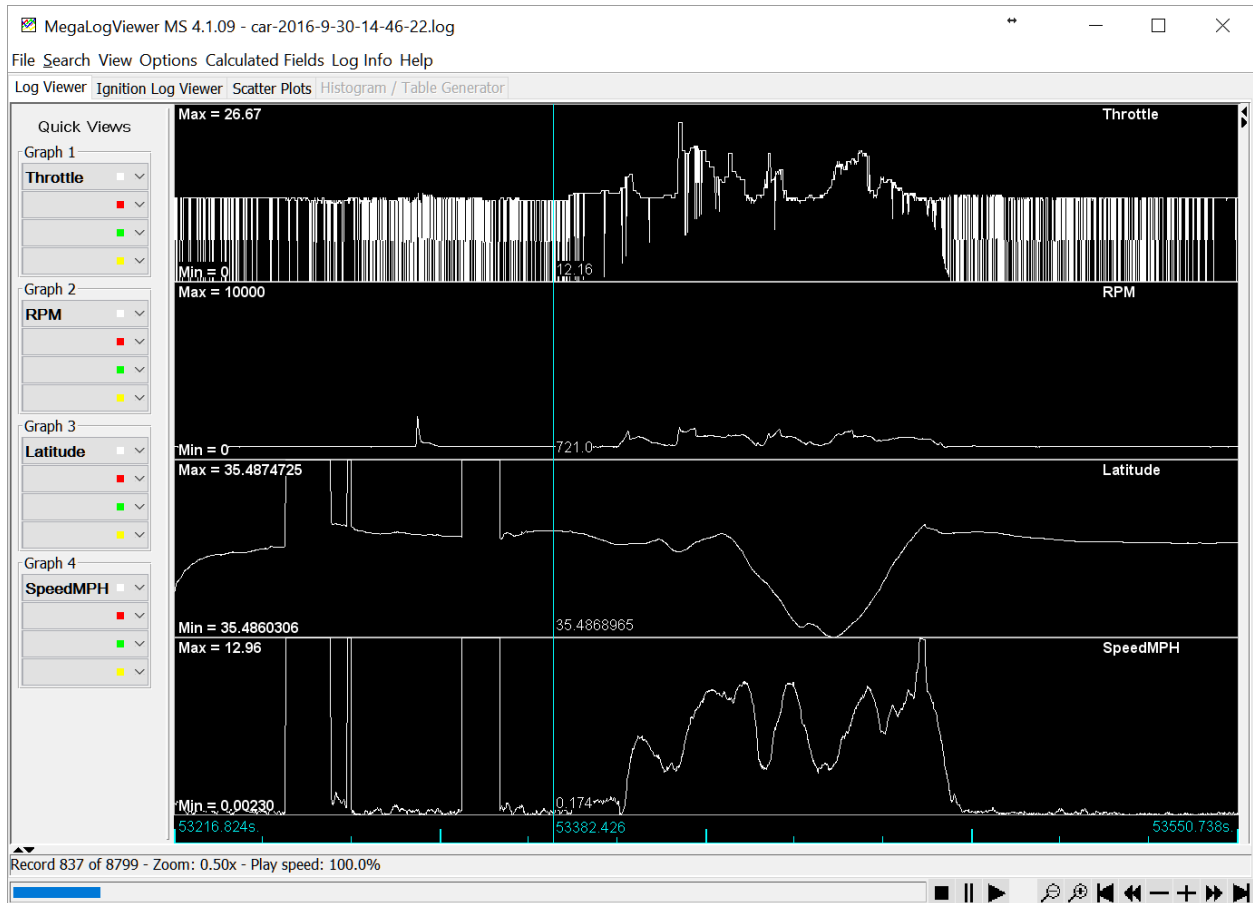 MegaLogViewer MS 4.1.09 - car-2016-9-30-14-46-22.log
File Search View Options Calculated Fields Log Info Help
Log Viewer Ignition Log Viewer Scatter Plots Histogram / Table Generator
Quick Views
Graph 1
Throttle
Graph 2
RPM
Graph 3
Latitude
Graph 4
SpeedMPH
Max = 26.67 Throttle
Min = 0 12.16
Max = 10000 RPM
Min = 0 721.0
Max = 35.4874725 Latitude
Min = 35.4860306 35.4868965
Max = 12.96 SpeedMPH
Min = 0.00230 0.174
53216.824s. 53382.426 53550.738s.
Record 837 of 8799 - Zoom: 0.50x - Play speed: 100.0%